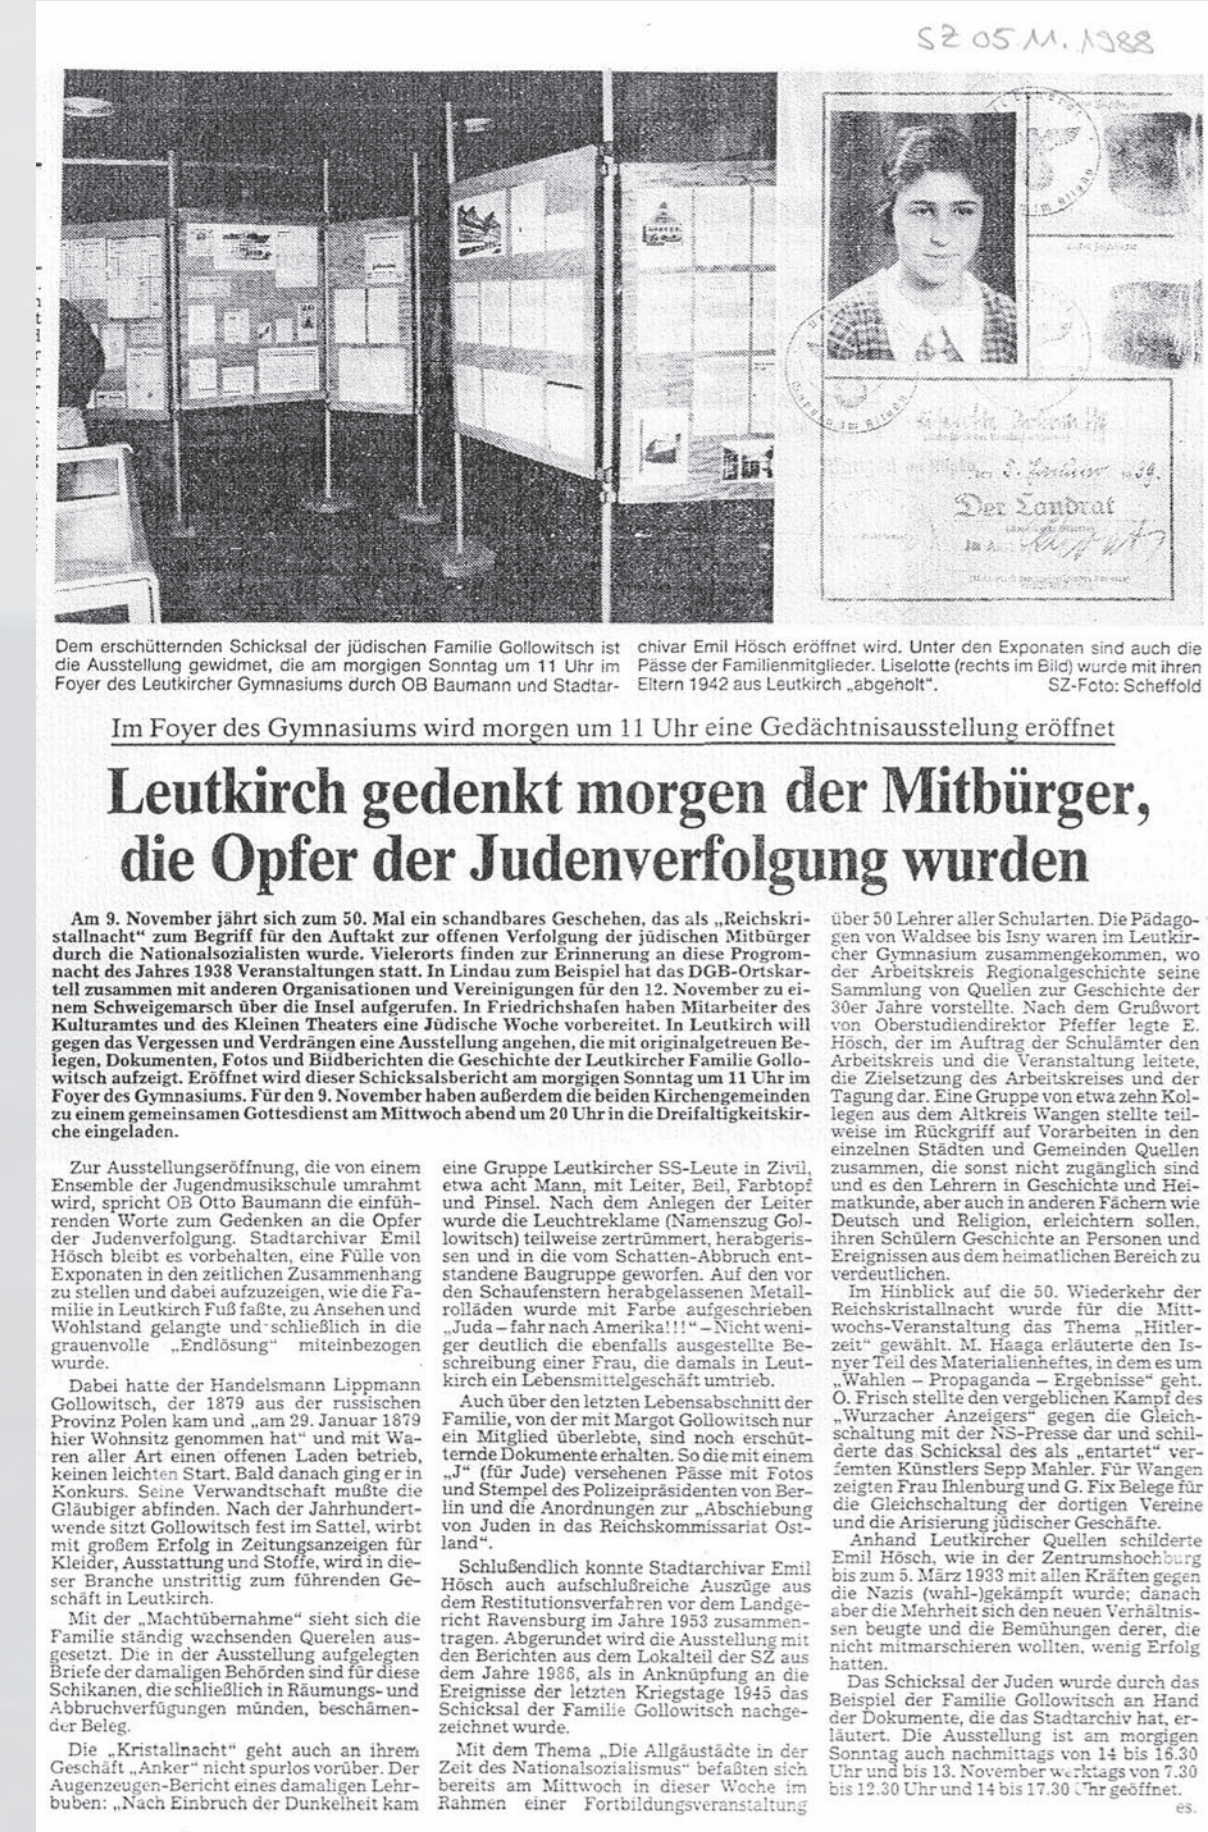 SZ 05.11.1988
Der Landrat
Dem erschütternden Schicksal der jüdischen Familie Gollowitsch ist
die Ausstellung gewidmet, die am morgigen Sonntag um 11 Uhr im
Foyer des Leutkircher Gymnasiums durch OB Baumann und Stadtar-
chivar Emil Hösch eröffnet wird. Unter den Exponaten sind auch die
Pässe der Familienmitglieder. Liselotte (rechts im Bild) wurde mit ihren
Eltern 1942 aus Leutkirch „abgeholt“. SZ-Foto: Scheffold
Im Foyer des Gymnasiums wird morgen um 11 Uhr eine Gedächtnisausstellung eröffnet
Leutkirch gedenkt morgen der Mitbürger,
die Opfer der Judenverfolgung wurden
Am 9. November jährt sich zum 50. Mal ein schandbares Geschehen, das als „Reichskri-
stallnacht“ zum Begriff für den Auftakt zur offenen Verfolgung der jüdischen Mitbürger
durch die Nationalsozialisten wurde. Vielerorts finden zur Erinnerung an diese Progrom-
nacht des Jahres 1938 Veranstaltungen statt. In Lindau zum Beispiel hat das DGB-Ortskar-
tell zusammen mit anderen Organisationen und Vereinigungen für den 12. November zu ei-
nem Schweigemarsch über die Insel aufgerufen. In Friedrichshafen haben Mitarbeiter des
Kulturamtes und des Kleinen Theaters eine Jüdische Woche vorbereitet. In Leutkirch will
gegen das Vergessen und Verdrängen eine Ausstellung angehen, die mit originalgetreuen Be-
legen, Dokumenten, Fotos und Bildberichten die Geschichte der Leutkircher Familie Gollo-
witsch aufzeigt. Eröffnet wird dieser Schicksalsbericht am morgigen Sonntag um 11 Uhr im
Foyer des Gymnasiums. Für den 9. November haben außerdem die beiden Kirchengemeinden
zu einem gemeinsamen Gottesdienst am Mittwoch abend um 20 Uhr in die Dreifaltigkeitskir-
che eingeladen.
Zur Ausstellungseröffnung, die von einem
Ensemble der Jugendmusikschule umrahmt
wird, spricht OB Otto Baumann die einfüh-
renden Worte zum Gedenken an die Opfer
der Judenverfolgung. Stadtarchivar Emil
Hösch bleibt es vorbehalten, eine Fülle von
Exponaten in den zeitlichen Zusammenhang
zu stellen und dabei aufzuzeigen, wie die Fa-
milie in Leutkirch Fuß faßte, zu Ansehen und
Wohlstand gelangte und schließlich in die
grauenvolle „Endlösung“ miteinbezogen
wurde.
Dabei hatte der Handelsmann Lippmann
Gollowitsch, der 1879 aus der russischen
Provinz Polen kam und „am 29. Januar 1879
hier Wohnsitz genommen hat“ und mit Wa-
ren aller Art einen offenen Laden betrieb,
keinen leichten Start. Bald danach ging er in
Konkurs. Seine Verwandtschaft mußte die
Gläubiger abfinden. Nach der Jahrhundert-
wende sitzt Gollowitsch fest im Sattel, wirbt
mit großem Erfolg in Zeitungsanzeigen für
Kleider, Ausstattung und Stoffe, wird in die-
ser Branche unstrittig zum führenden Ge-
schäft in Leutkirch.
Mit der „Machtübernahme“ sieht sich die
Familie ständig wachsenden Querelen aus-
gesetzt. Die in der Ausstellung aufgelegten
Briefe der damaligen Behörden sind für diese
Schikanen, die schließlich in Räumungs- und
Abbruchverfügungen münden, beschämen-
der Beleg.
Die „Kristallnacht“ geht auch an ihrem
Geschäft „Anker“ nicht spurlos vorüber. Der
Augenzeugen-Bericht eines damaligen Lehr-
buben: „Nach Einbruch der Dunkelheit kam
eine Gruppe Leutkircher SS-Leute in Zivil,
etwa acht Mann, mit Leiter, Beil, Farbtopf
und Pinsel. Nach dem Anlegen der Leiter
wurde die Leuchtreklame (Namenszug Gol-
lowitsch) teilweise zertrümmert, herabgeris-
sen und in die vom Schatten-Abbruch ent-
standene Baugruppe geworfen. Auf den vor
den Schaufenstern herabgelassenen Metall-
rolläden wurde mit Farbe aufgeschrieben
„Juda – fahr nach Amerika!!!“ – Nicht weni-
ger deutlich die ebenfalls ausgestellte Be-
schreibung einer Frau, die damals in Leut-
kirch ein Lebensmittelgeschäft umtrieb.
Auch über den letzten Lebensabschnitt der
Familie, von der mit Margot Gollowitsch nur
ein Mitglied überlebte, sind noch erschüt-
ternde Dokumente erhalten. So die mit einem
„J“ (für Jude) versehenen Pässe mit Fotos
und Stempel des Polizeipräsidenten von Ber-
lin und die Anordnungen zur „Abschiebung
von Juden in das Reichskommissariat Ost-
land“.
Schlußendlich konnte Stadtarchivar Emil
Hösch auch aufschlußreiche Auszüge aus
dem Restitutionsverfahren vor dem Landge-
richt Ravensburg im Jahre 1953 zusammen-
tragen. Abgerundet wird die Ausstellung mit
den Berichten aus dem Lokalteil der SZ aus
dem Jahre 1986, als in Anknüpfung an die
Ereignisse der letzten Kriegstage 1945 das
Schicksal der Familie Gollowitsch nachge-
zeichnet wurde.
Mit dem Thema „Die Allgäustädte in der
Zeit des Nationalsozialismus“ befaßten sich
bereits am Mittwoch in dieser Woche im
Rahmen einer Fortbildungsveranstaltung
über 50 Lehrer aller Schularten. Die Pädago-
gen von Waldsee bis Isny waren im Leutkir-
cher Gymnasium zusammengekommen, wo
der Arbeitskreis Regionalgeschichte seine
Sammlung von Quellen zur Geschichte der
30er Jahre vorstellte. Nach dem Grußwort
von Oberstudiendirektor Pfeffer legte E.
Hösch, der im Auftrag der Schulämter den
Arbeitskreis und die Veranstaltung leitete,
die Zielsetzung des Arbeitskreises und der
Tagung dar. Eine Gruppe von etwa zehn Kol-
legen aus dem Altkreis Wangen stellte teil-
weise im Rückgriff auf Vorarbeiten in den
einzelnen Städten und Gemeinden Quellen
zusammen, die sonst nicht zugänglich sind
und es den Lehrern in Geschichte und Hei-
matkunde, aber auch in anderen Fächern wie
Deutsch und Religion, erleichtern sollen,
ihren Schülern Geschichte an Personen und
Ereignissen aus dem heimatlichen Bereich zu
verdeutlichen.
Im Hinblick auf die 50. Wiederkehr der
Reichskristallnacht wurde für die Mitt-
wochs-Veranstaltung das Thema „Hitler-
zeit“ gewählt. M. Haaga erläuterte den Is-
nyer Teil des Materialienheftes, in dem es um
„Wahlen – Propaganda – Ergebnisse“ geht.
O. Frisch stellte den vergeblichen Kampf des
„Wurzacher Anzeigers“ gegen die Gleich-
schaltung mit der NS-Presse dar und schil-
derte das Schicksal des als „entartet“ ver-
femten Künstlers Sepp Mahler. Für Wangen
zeigten Frau Ihlenburg und G. Fix Belege für
die Gleichschaltung der dortigen Vereine
und die Arisierung jüdischer Geschäfte.
Anhand Leutkircher Quellen schilderte
Emil Hösch, wie in der Zentrumshochburg
bis zum 5. März 1933 mit allen Kräften gegen
die Nazis (wahl-)gekämpft wurde; danach
aber die Mehrheit sich den neuen Verhältnis-
sen beugte und die Bemühungen derer, die
nicht mitmarschieren wollten, wenig Erfolg
hatten.
Das Schicksal der Juden wurde durch das
Beispiel der Familie Gollowitsch an Hand
der Dokumente, die das Stadtarchiv hat, er-
läutert. Die Ausstellung ist am morgigen
Sonntag auch nachmittags von 14 bis 16.30
Uhr und bis 13. November werktags von 7.30
bis 12.30 Uhr und 14 bis 17.30 Uhr geöffnet.
es.